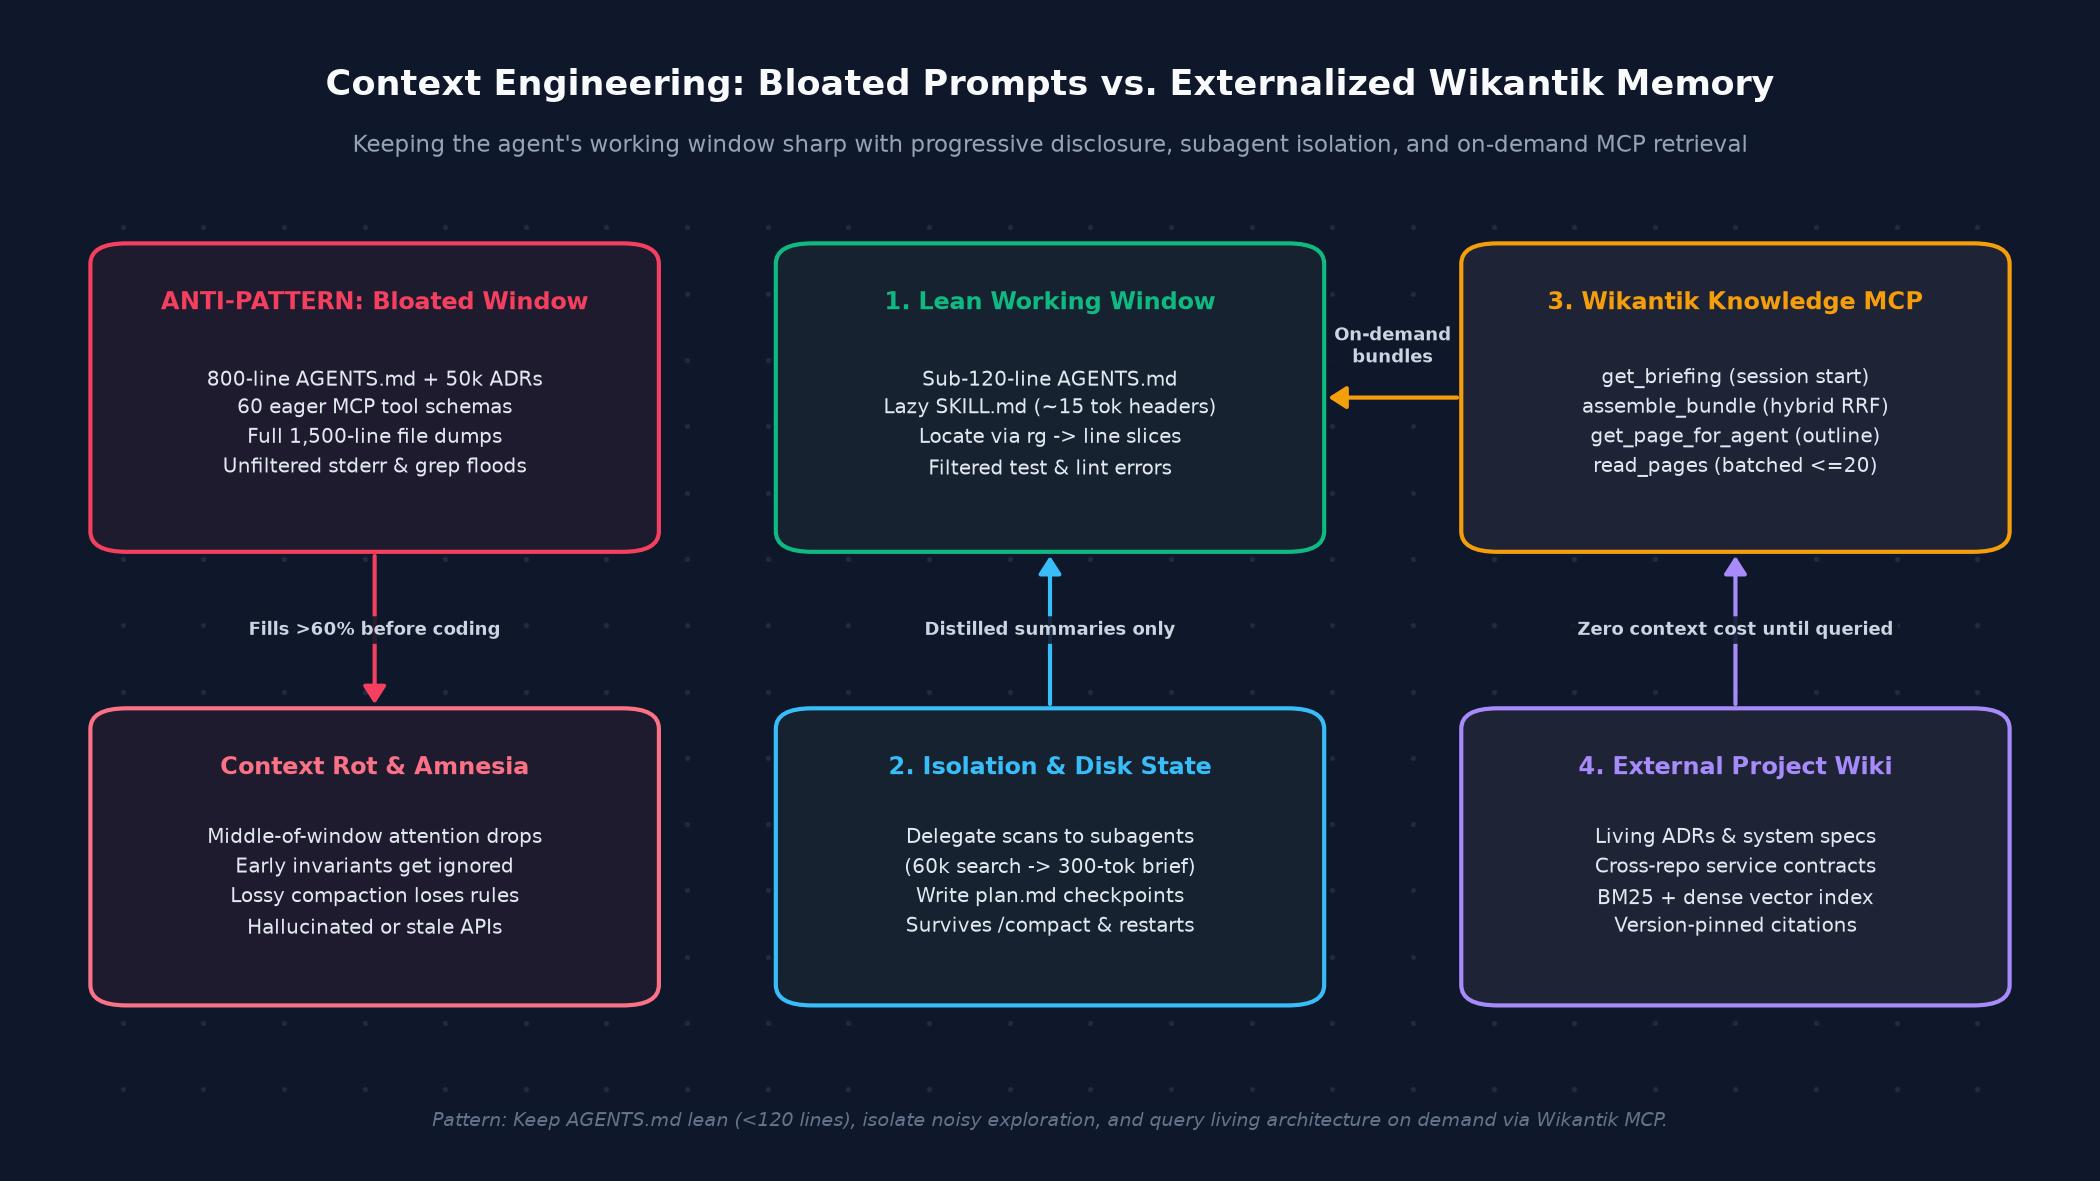 Context Engineering: Bloated Prompts vs. Externalized Wikantik Memory
Keeping the agent's working window sharp with progressive disclosure, subagent isolation, and on-demand MCP retrieval
ANTI-PATTERN: Bloated Window
800-line AGENTS.md + 50k ADRs
60 eager MCP tool schemas
Full 1,500-line file dumps
Unfiltered stderr & grep floods
1. Lean Working Window
Sub-120-line AGENTS.md
Lazy SKILL.md (~15 tok headers)
Locate via rg -> line slices
Filtered test & lint errors
On-demand
bundles
3. Wikantik Knowledge MCP
get_briefing (session start)
assemble_bundle (hybrid RRF)
get_page_for_agent (outline)
read_pages (batched <=20)
Fills >60% before coding
Distilled summaries only
Zero context cost until queried
Context Rot & Amnesia
Middle-of-window attention drops
Early invariants get ignored
Lossy compaction loses rules
Hallucinated or stale APIs
2. Isolation & Disk State
Delegate scans to subagents
(60k search -> 300-tok brief)
Write plan.md checkpoints
Survives /compact & restarts
4. External Project Wiki
Living ADRs & system specs
Cross-repo service contracts
BM25 + dense vector index
Version-pinned citations
Pattern: Keep AGENTS.md lean (<120 lines), isolate noisy exploration, and query living architecture on demand via Wikantik MCP.